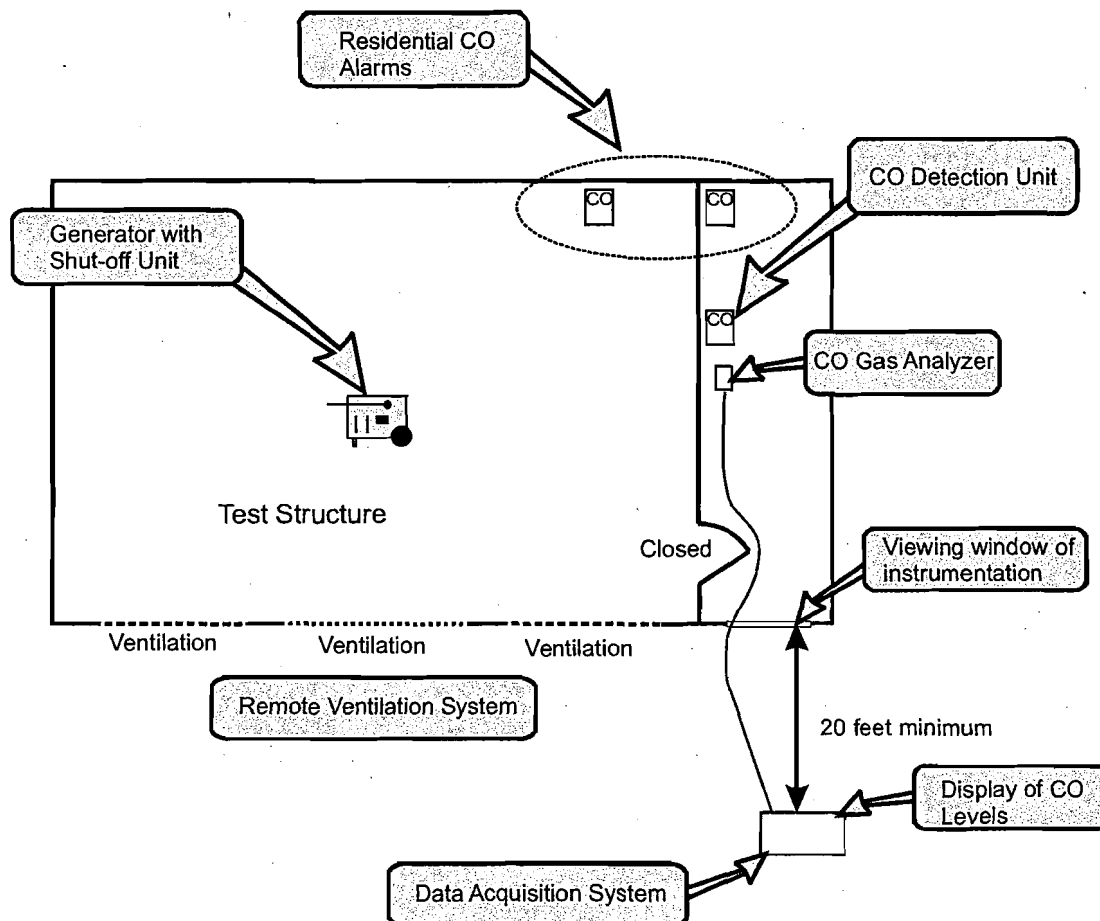 Residential CO
Alarms
CO Detection Unit
CO
CO
Generator with
Shut-off Unit
CO
CO Gas Analyzer
Test Structure
Closed
Viewing window of
instrumentation
Ventilation
Ventilation
Ventilation
Remote Ventilation System
20 feet minimum
Display of CO
Levels
Data Acquisition System